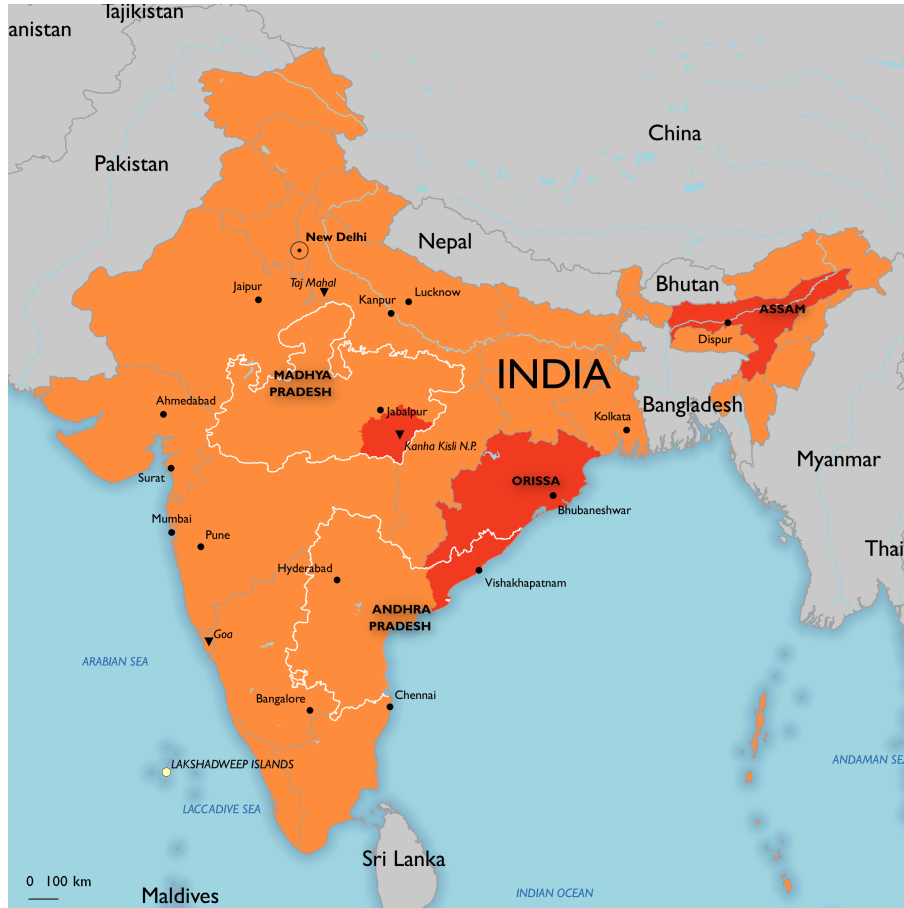 Tajikistan
anistan
China
Pakistan
New Delhi
Nepal
Taj Mahal
Jaipur
Lucknow
Kanpur
Bhutan
ASSAM
Dispur
MADHYA
PRADESH
INDIA
Ahmedabad
Jabalpur
Kolkata
Bangladesh
Kanha Kisli N.P.
Myanmar
Surat
ORISSA
Bhubaneshwar
Mumbai
Pune
Thai
Hyderabad
Vishakhapatnam
ANDHRA
PRADESH
Goa
ARABIAN SEA
Bangalore
Chennai
LAKSHADWEEP ISLANDS
ANDAMAN SEA
LACCADIVE SEA
Sri Lanka
0 100 km
Maldives
INDIAN OCEAN